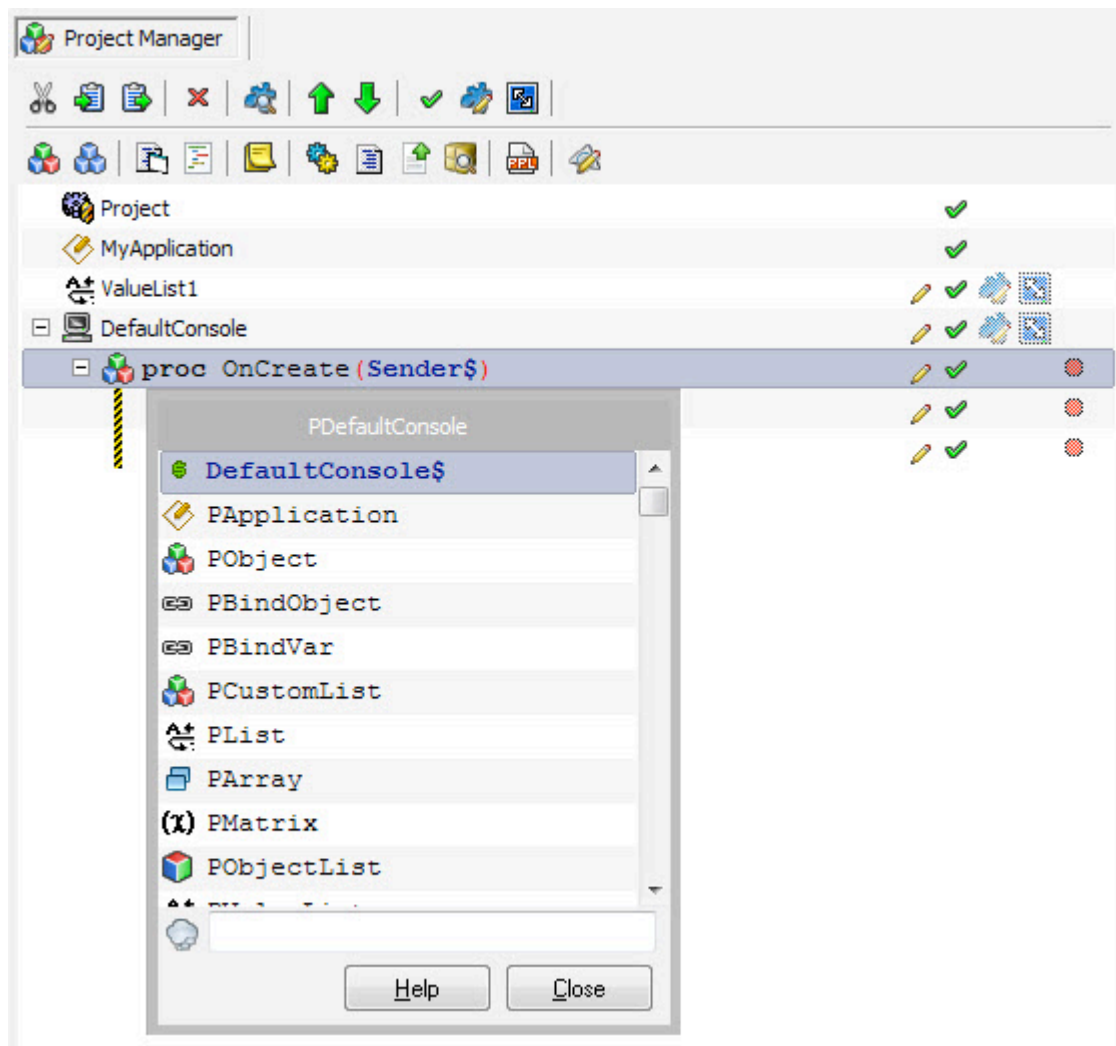 Project Manager
PPL
Project
MyApplication
ValueList1
DefaultConsole
proc OnCreate(Sender$)
PDefaultConsole
$ DefaultConsole$
PApplication
PObject
PBindObject
PBindVar
PCustomList
PList
PArray
(X) PMatrix
PObjectList
Help
Close